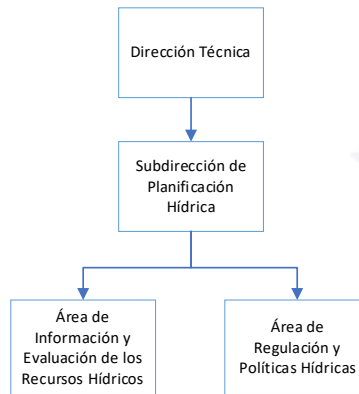 Dirección Técnica
Subdirección de
Planificación
Hídrica
Área de
Información y
Evaluación de los
Recursos Hídricos
Área de
Regulación y
Políticas Hídricas